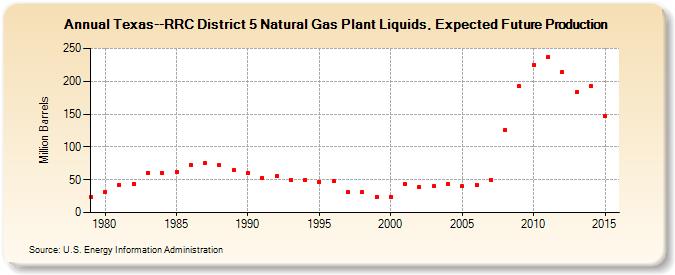 Annual Texas--RRC District 5 Natural Gas Plant Liquids, Expected Future Production
Million Barrels
250
200
150
100
50
0
1980 1985 1990 1995 2000 2005 2010 2015
Source: U.S. Energy Information Administration